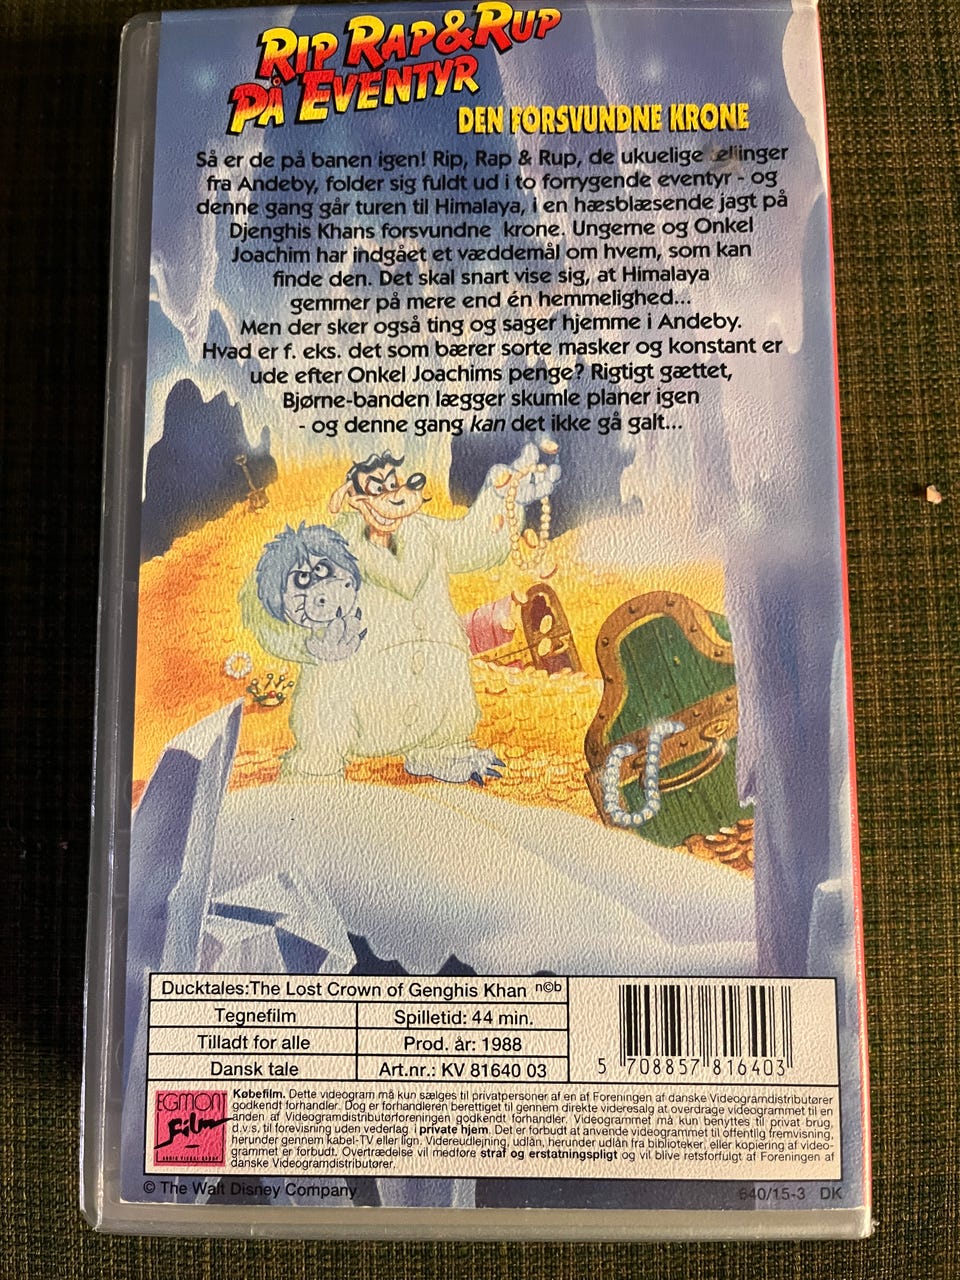 RIP RAP & RUP
PÅ EVENTYR
DEN FORSVUNDNE KRONE
Så er de på banen igen! Rip, Rap & Rup, de ukuelige ællinger
fra Andeby, folder sig fuldt ud i to forrygende eventyr - og
denne gang går turen til Himalaya, i en hæsblæsende jagt på
Djenghis Khans forsvundne krone. Ungerne og Onkel
Joachim har indgået et væddemål om hvem, som kan
finde den. Det skal snart vise sig, at Himalaya
gemmer på mere end én hemmelighed...
Men der sker også ting og sager hjemme i Andeby.
Hvad er f. eks. det som bærer sorte masker og konstant er
ude efter Onkel Joachims penge? Rigtigt gættet,
Bjørne-banden lægger skumle planer igen
- og denne gang kan det ikke gå galt...
Ducktales:The Lost Crown of Genghis Khan n©b
Tegnefilm Spilletid: 44 min.
Tilladt for alle Prod. år: 1988
Dansk tale Art.nr.: KV 81640 03
5 708857 816403
EGMONT
Film
Købefilm. Dette videogram må kun sælges til privatpersoner af en af Foreningen af danske Videogramdistributører
godkendt forhandler. Dog er forhandleren berettiget til gennem direkte videresalg at overdrage videogrammet til en
anden af Videogramdistributørforeningen godkendt forhandler. Videogrammet må kun benyttes til privat brug,
d.v.s. til forevisning uden vederlag i private hjem. Det er forbudt at anvende videogrammet til offentlig fremvisning,
herunder gennem kabel-TV eller lign. Videreudlejning, udlån, herunder udlån fra biblioteker, eller kopiering af video-
grammet er forbudt. Overtrædelse vil medføre straf og erstatningspligt og vil blive retsforfulgt af Foreningen af
danske Videogramdistributører.
© The Walt Disney Company
640/15-3 DK